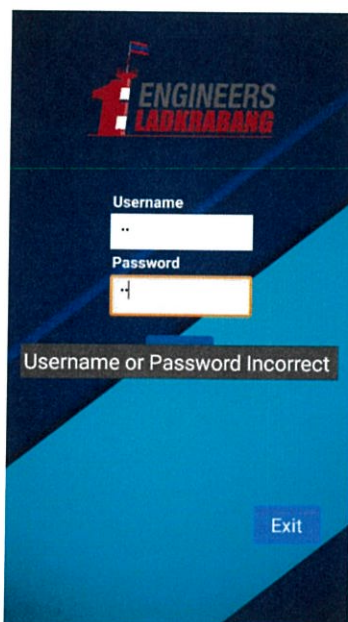 ENGINEERS
LADKRABANG
Username
··
Password
··
Username or Password Incorrect
Exit